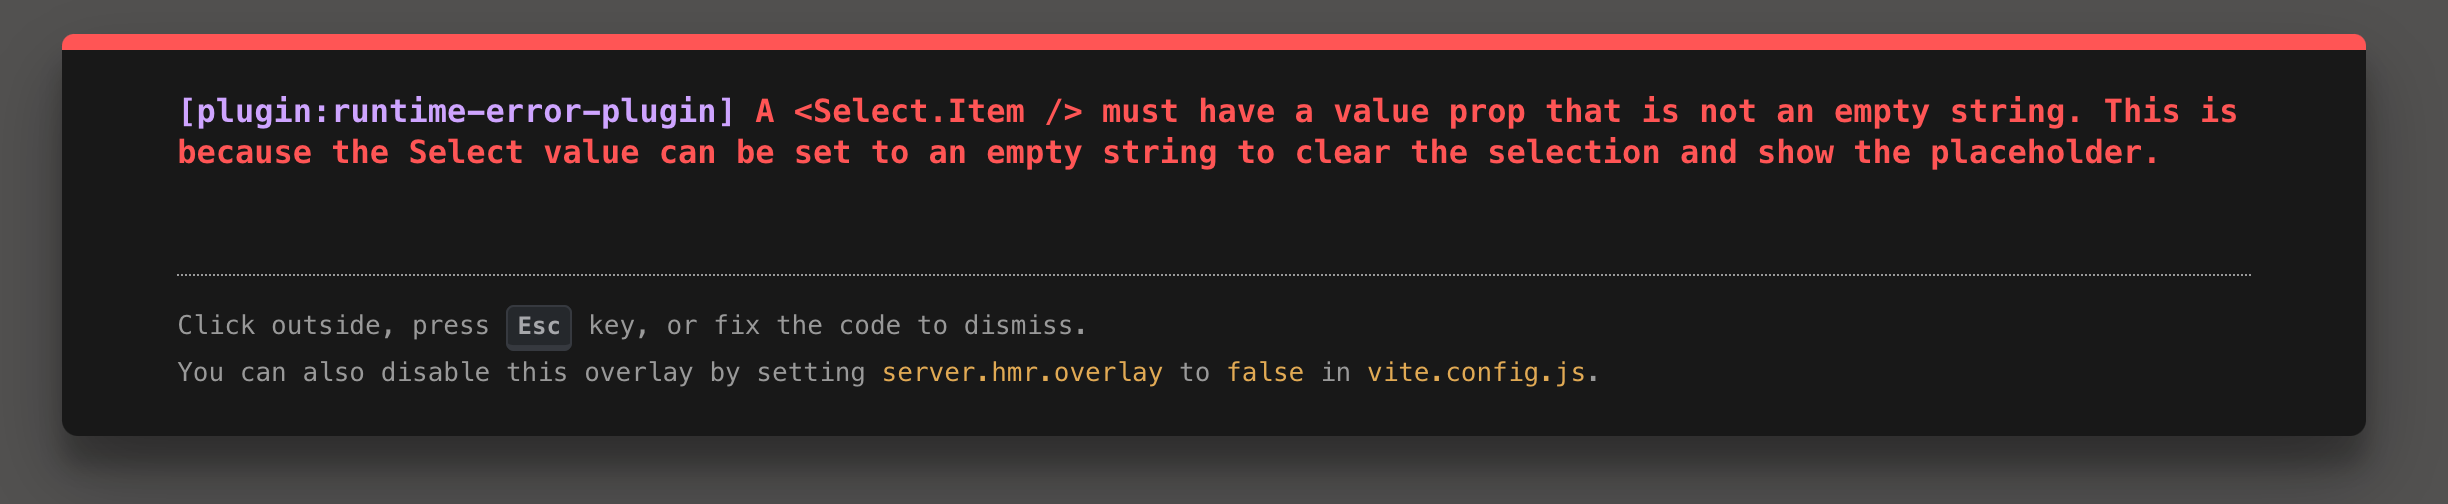 [plugin:runtime-error-plugin] A <Select.Item /> must have a value prop that is not an empty string. This is
because the Select value can be set to an empty string to clear the selection and show the placeholder.
Click outside, press Esc key, or fix the code to dismiss.
You can also disable this overlay by setting server.hmr.overlay to false in vite.config.js.